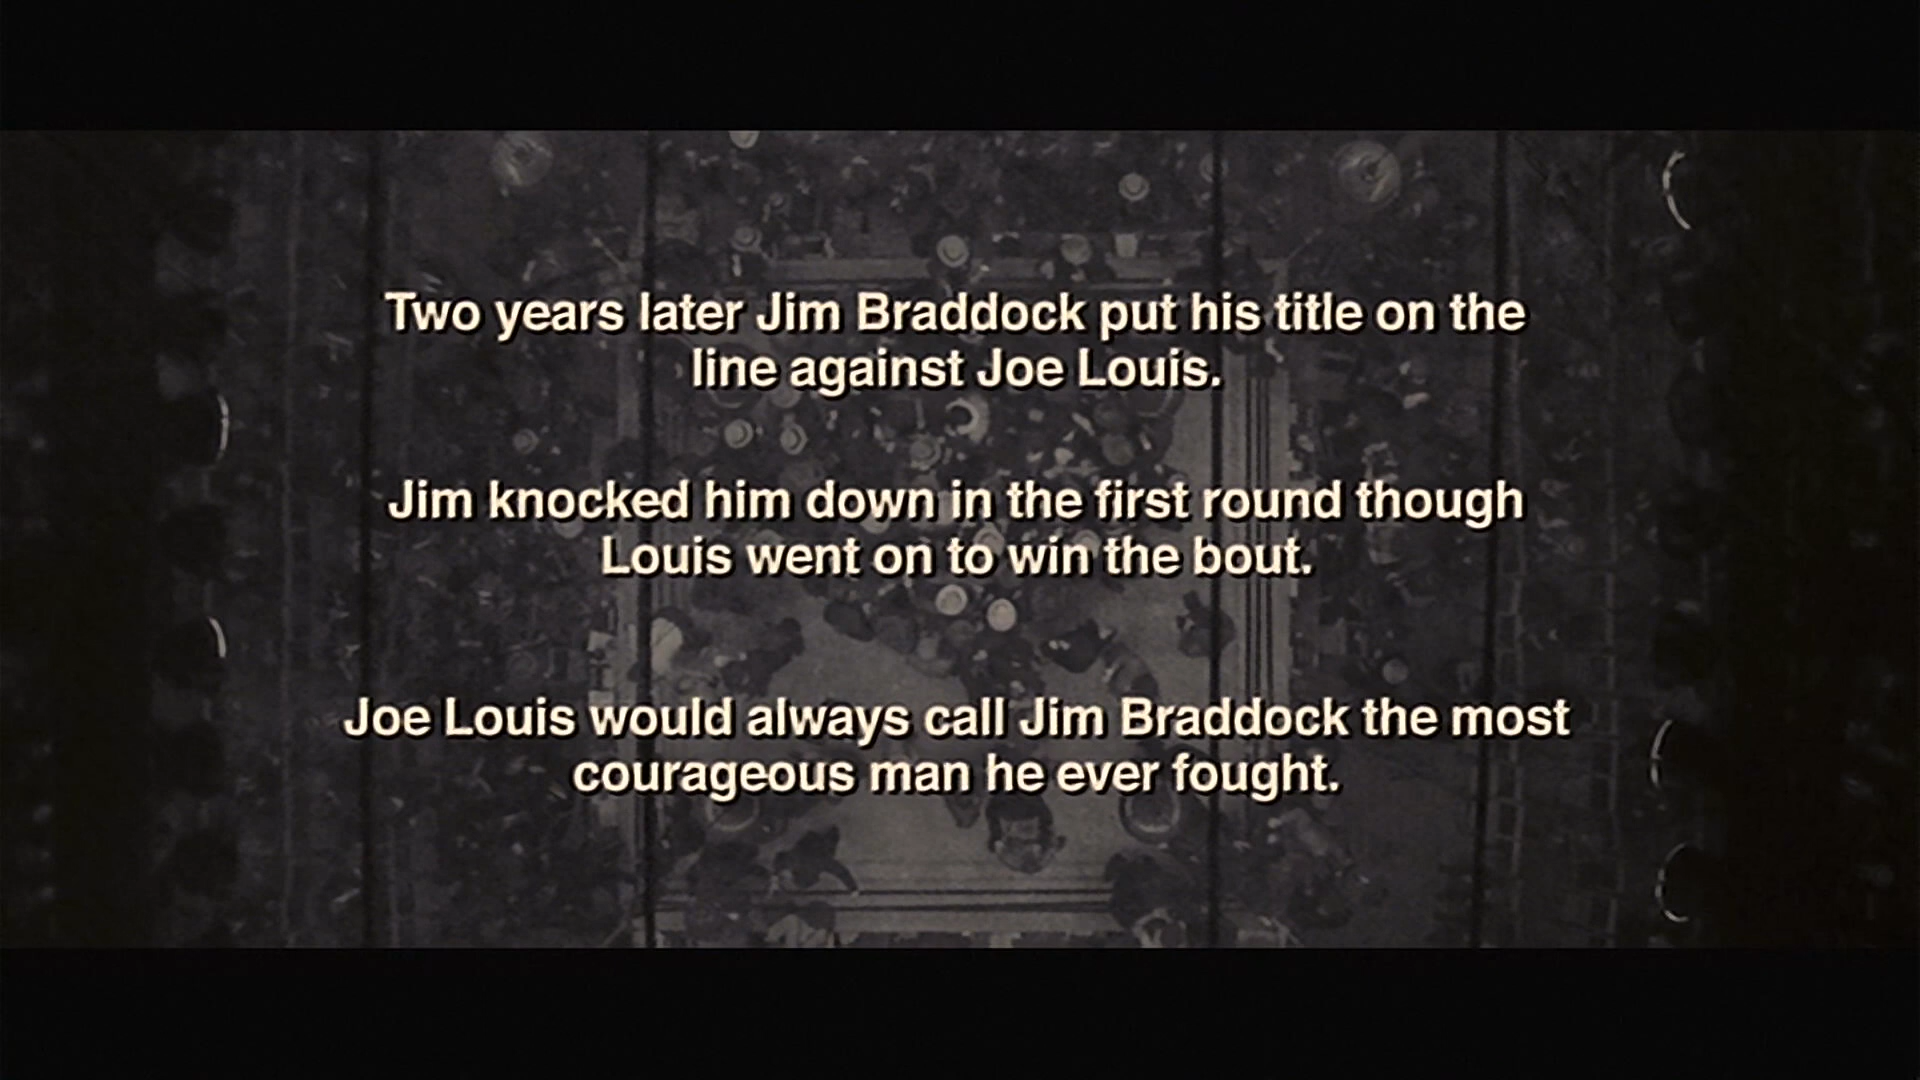 Two years later Jim Braddock put his title on the
line against Joe Louis.
Jim knocked him down in the first round though
Louis went on to win the bout.
Joe Louis would always call Jim Braddock the most
courageous man he ever fought.